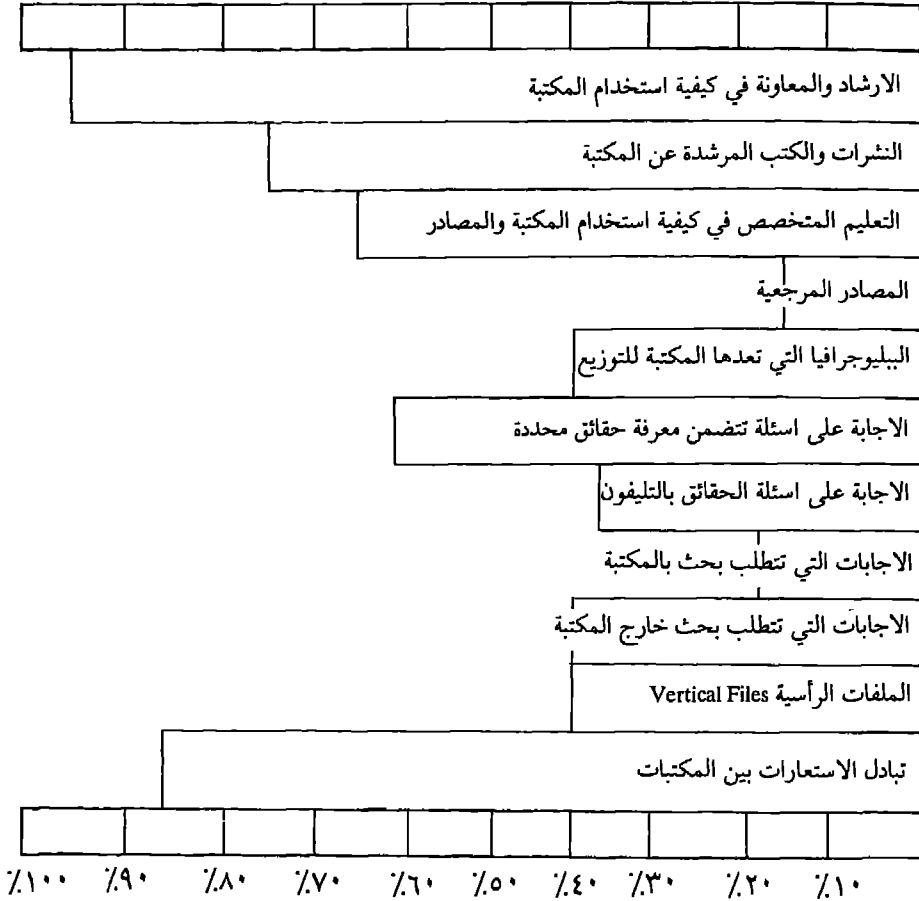 الارشاد والمعاونة في كيفية استخدام المكتبة
النشرات والكتب المرشدة عن المكتبة
التعليم المتخصص في كيفية استخدام المكتبة والمصادر
المصادر المرجعية
الببليوجرافيا التي تعدها المكتبة للتوزيع
الاجابة على اسئلة تتضمن معرفة حقائق محددة
الاجابة على اسئلة الحقائق بالتليفون
الاجابات التي تتطلب بحث بالمكتبة
الاجابات التي تتطلب بحث خارج المكتبة
الملفات الرأسية Vertical Files
تبادل الاستعارات بين المكتبات
٪١٠ ٪٢٠ ٪٣٠ ٪٤٠ ٪٥٠ ٪٦٠ ٪٧٠ ٪٨٠ ٪٩٠ ٪١٠٠